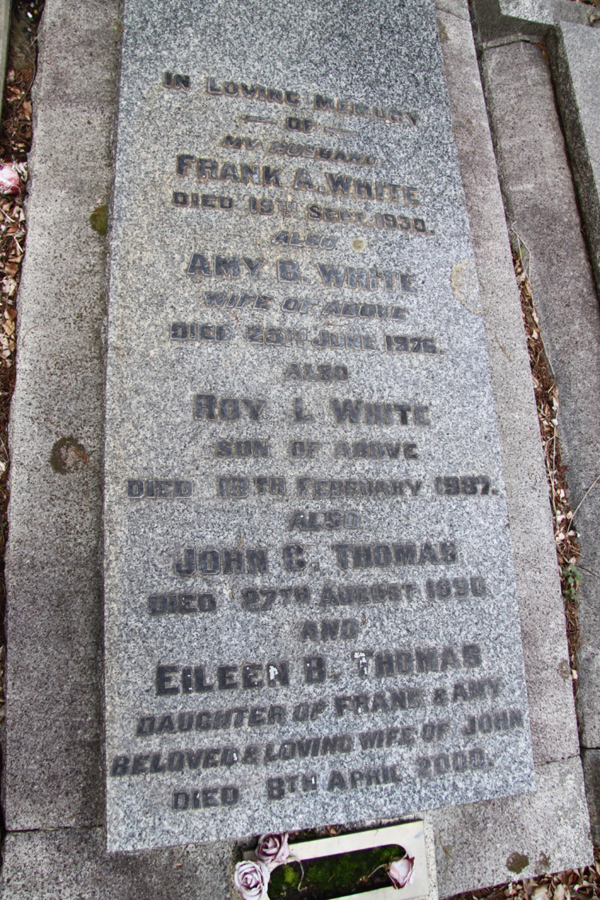 IN LOVING MEMORY
OF
MY HUSBAND
FRANK A. WHITE
DIED 19TH SEPT. 1930.
ALSO
AMY B. WHITE
WIFE OF ABOVE
DIED 25TH JUNE 1976.
ALSO
ROY L WHITE
SON OF ABOVE
DIED 19TH FEBRUARY 1987.
ALSO
JOHN C. THOMAS
DIED 27TH AUGUST 1990
AND
EILEEN B. THOMAS
DAUGHTER OF FRANK & AMY
BELOVED & LOVING WIFE OF JOHN
DIED 8TH APRIL 2000.